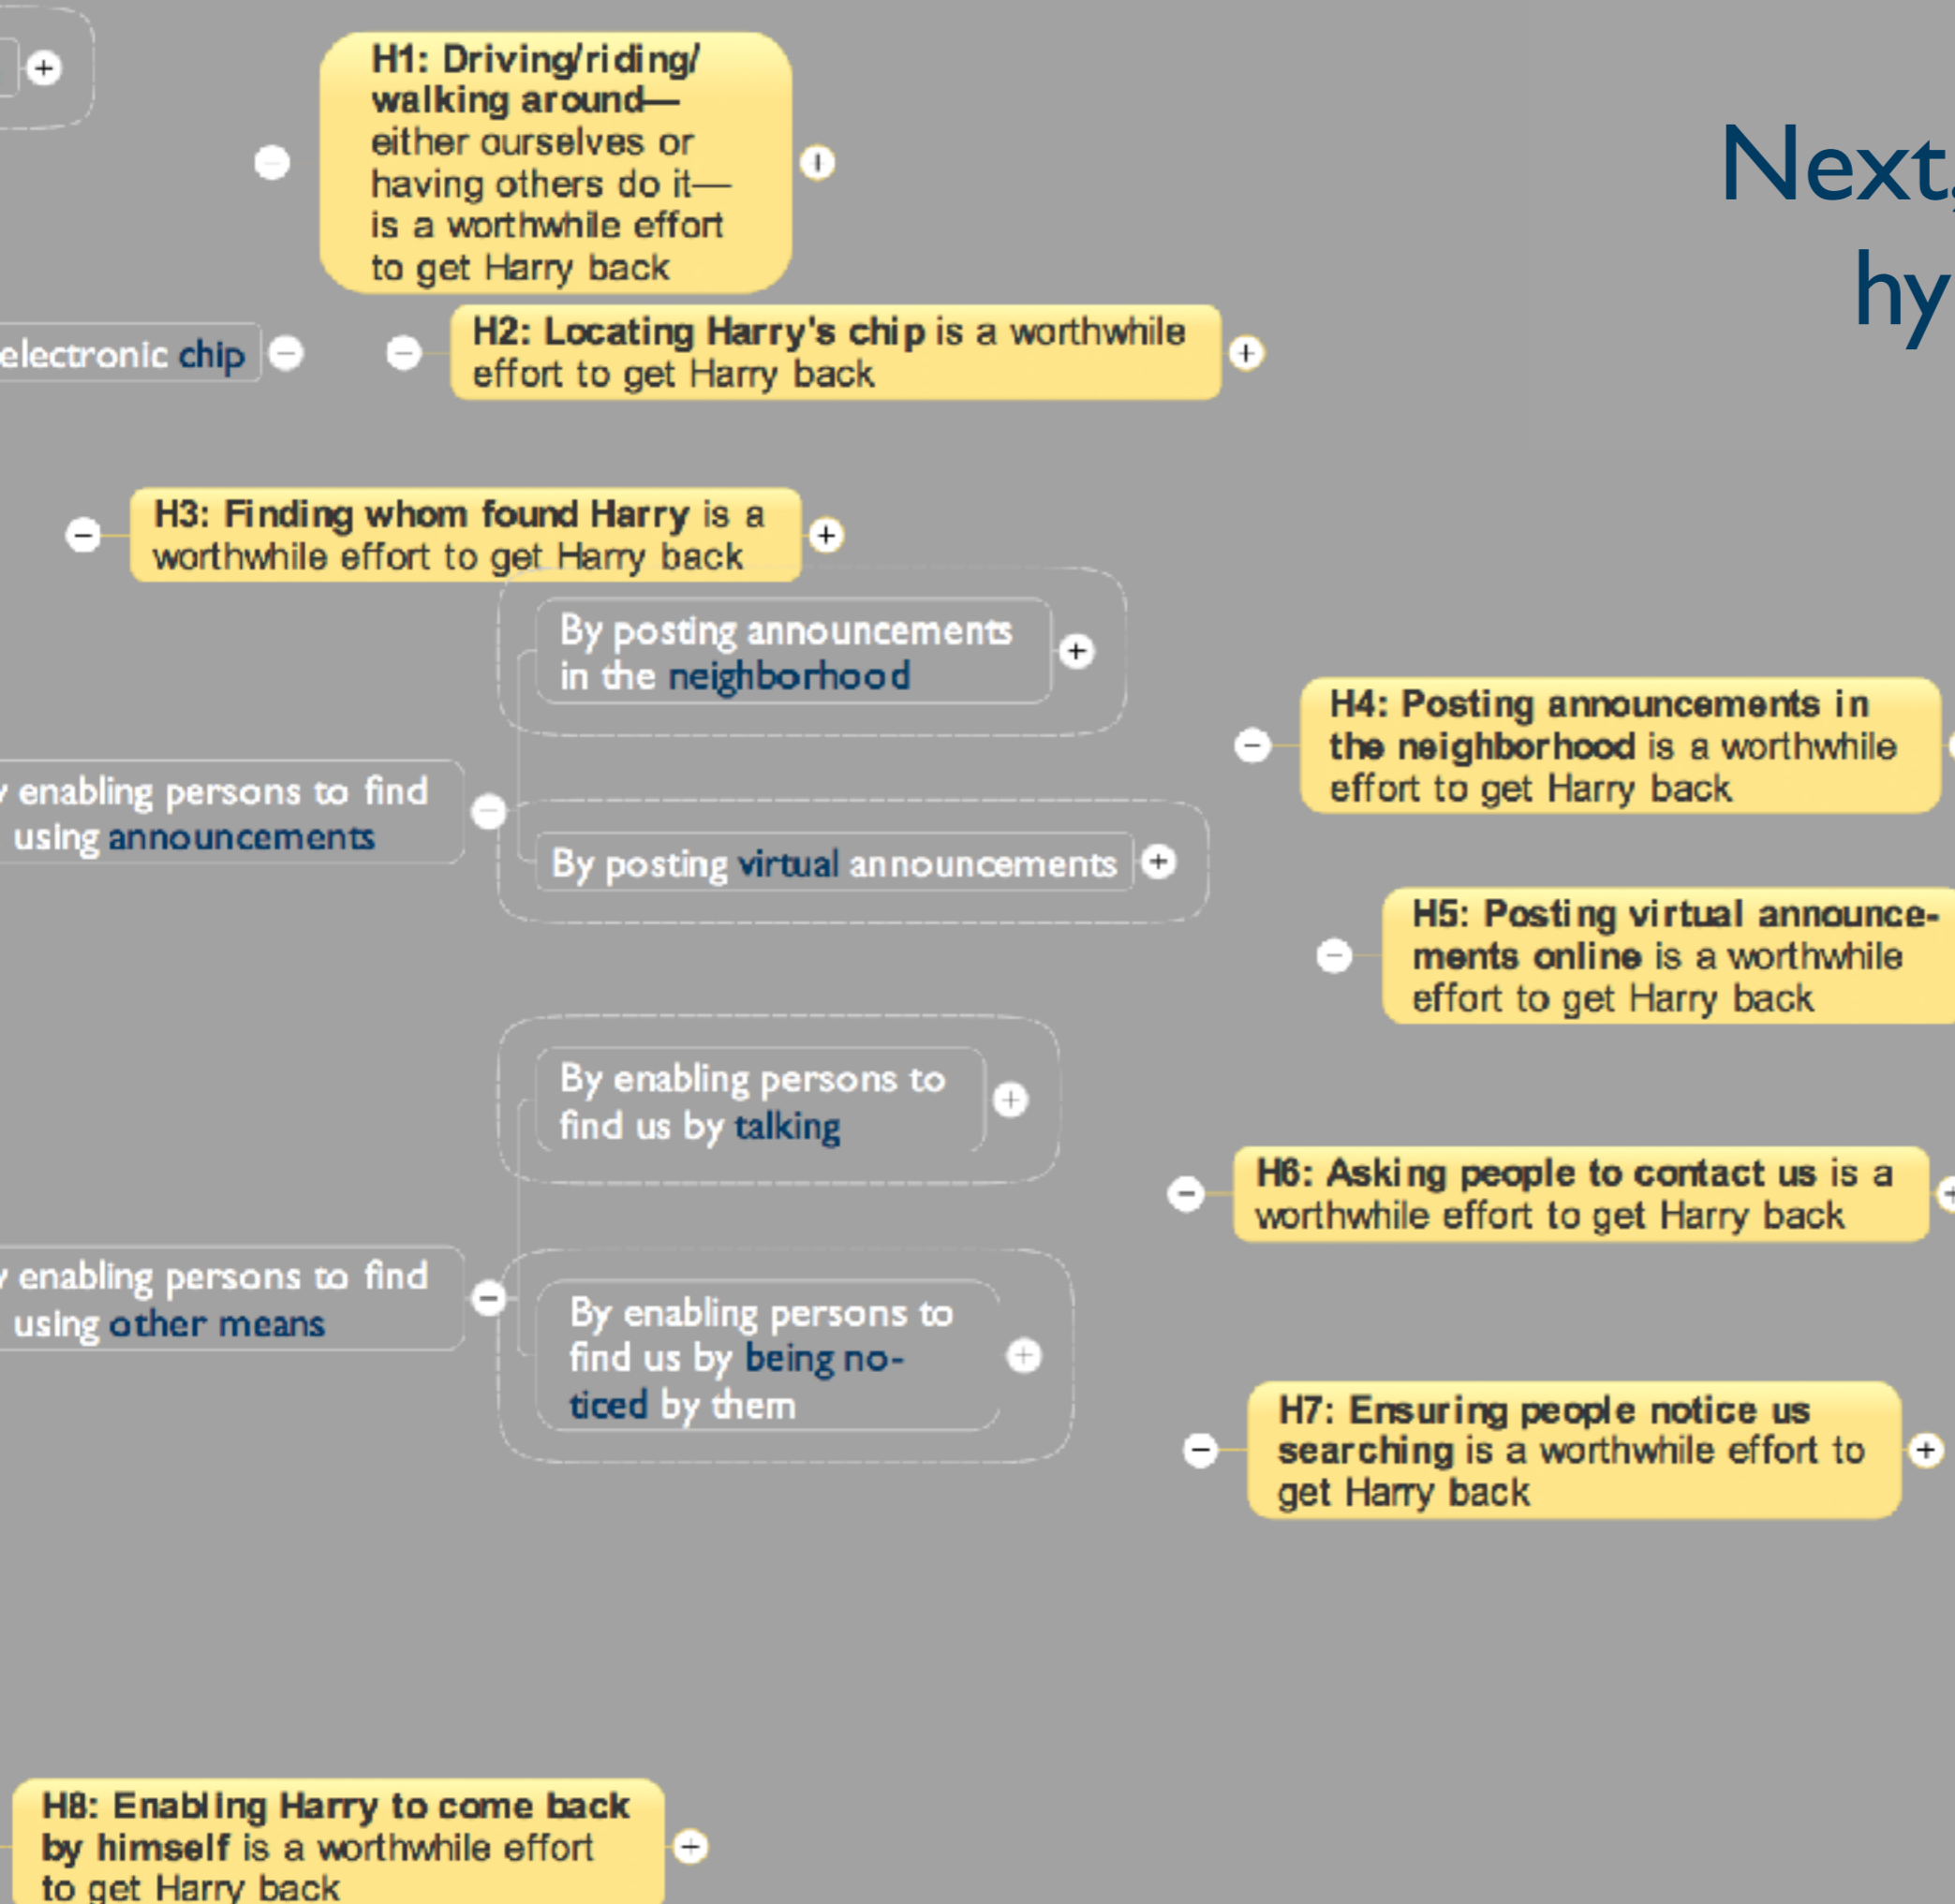 H1: Driving/riding/
walking around—
either ourselves or
having others do it—
is a worthwhile effort
to get Harry back
Next,
hy
electronic chip
H2: Locating Harry's chip is a worthwhile
effort to get Harry back
H3: Finding whom found Harry is a
worthwhile effort to get Harry back
By posting announcements
in the neighborhood
H4: Posting announcements in
the neighborhood is a worthwhile
effort to get Harry back
enabling persons to find
using announcements
By posting virtual announcements
H5: Posting virtual announce-
ments online is a worthwhile
effort to get Harry back
By enabling persons to
find us by talking
H6: Asking people to contact us is a
worthwhile effort to get Harry back
enabling persons to find
using other means
By enabling persons to
find us by being no-
ticed by them
H7: Ensuring people notice us
searching is a worthwhile effort to
get Harry back
H8: Enabling Harry to come back
by himself is a worthwhile effort
to get Harry back